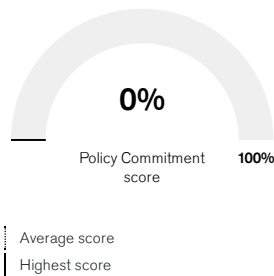 0%
Policy Commitment
score
100%
Average score
Highest score